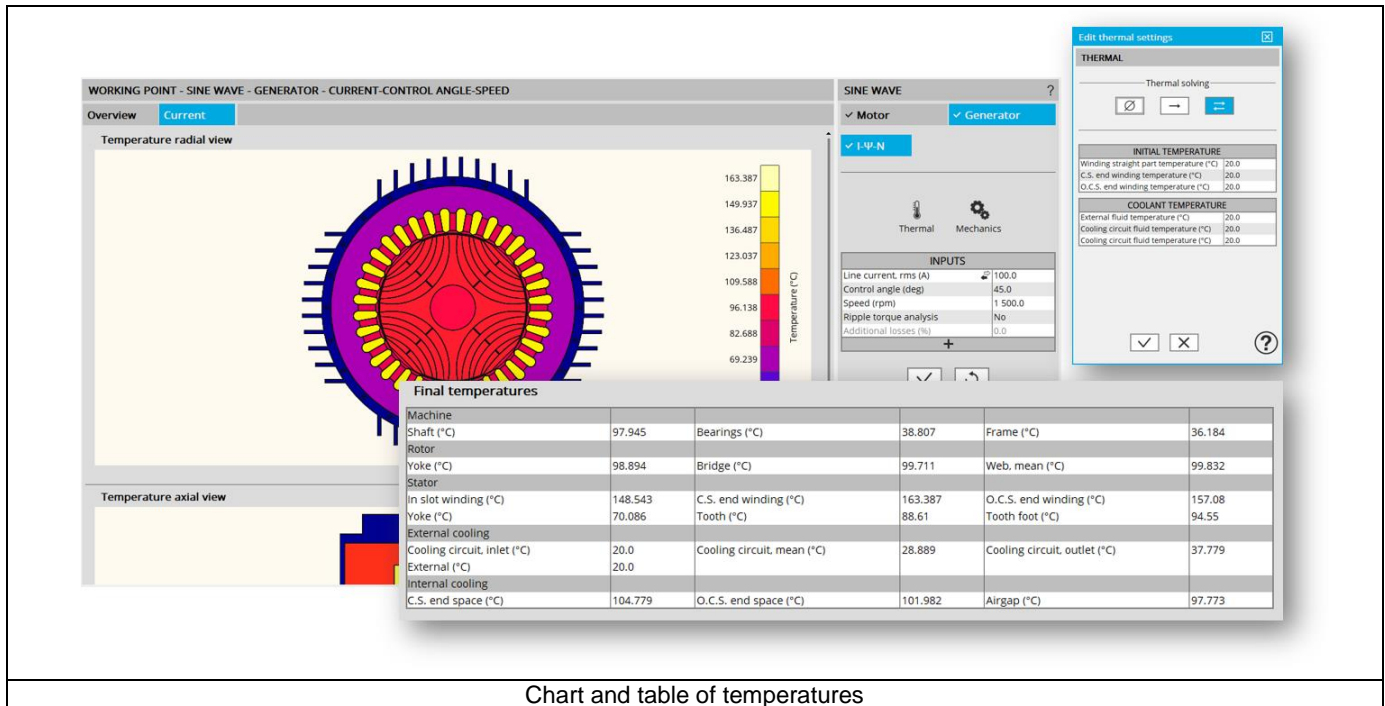 Edit thermal settings
THERMAL
Thermal solving
INITIAL TEMPERATURE
Winding straight part temperature (°C) 20.0
C.S. end winding temperature (°C) 20.0
O.C.S. end winding temperature (°C) 20.0
COOLANT TEMPERATURE
External fluid temperature (°C) 20.0
Cooling circuit fluid temperature (°C) 20.0
Cooling circuit fluid temperature (°C) 20.0
?
WORKING POINT - SINE WAVE - GENERATOR - CURRENT-CONTROL ANGLE-SPEED
Overview Current
Temperature radial view
163.387
149.937
136.487
123.037
109.588
96.138
82.688
69.239
Temperature (°C)
Temperature axial view
SINE WAVE ?
✓ Motor ✓ Generator
✓ I-Ψ-N
Thermal Mechanics
INPUTS
Line current, rms (A) 100.0
Control angle (deg) 45.0
Speed (rpm) 1 500.0
Ripple torque analysis No
Additional losses (%) 0.0
+
Final temperatures
Machine
Shaft (°C) 97.945 Bearings (°C) 38.807 Frame (°C) 36.184
Rotor
Yoke (°C) 98.894 Bridge (°C) 99.711 Web, mean (°C) 99.832
Stator
In slot winding (°C) 148.543 C.S. end winding (°C) 163.387 O.C.S. end winding (°C) 157.08
Yoke (°C) 70.086 Tooth (°C) 88.61 Tooth foot (°C) 94.55
External cooling
Cooling circuit, inlet (°C) 20.0 Cooling circuit, mean (°C) 28.889 Cooling circuit, outlet (°C) 37.779
External (°C) 20.0
Internal cooling
C.S. end space (°C) 104.779 O.C.S. end space (°C) 101.982 Airgap (°C) 97.773
Chart and table of temperatures